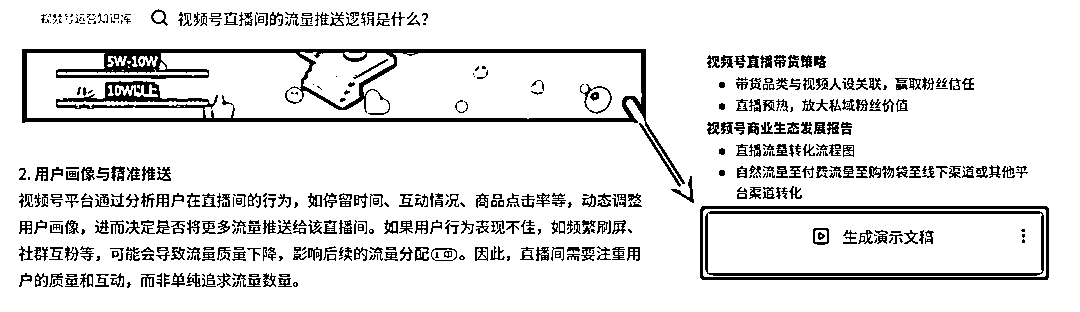 视频号运营知识库
视频号直播间的流量推送逻辑是什么?
5W-10W
10W以上
2. 用户画像与精准推送
视频号平台通过分析用户在直播间的行为，如停留时间、互动情况、商品点击率等，动态调整
用户画像，进而决定是否将更多流量推送给该直播间。如果用户行为表现不佳，如频繁刷屏、
社群互粉等，可能会导致流量质量下降，影响后续的流量分配。因此，直播间需要注重用
户的质量和互动，而非单纯追求流量数量。
视频号直播带货策略
• 带货品类与视频人设关联，赢取粉丝信任
• 直播预热，放大私域粉丝价值
视频号商业生态发展报告
• 直播流量转化流程图
• 自然流量至付费流量至购物袋至线下渠道或其他平
台渠道转化
生成演示文稿